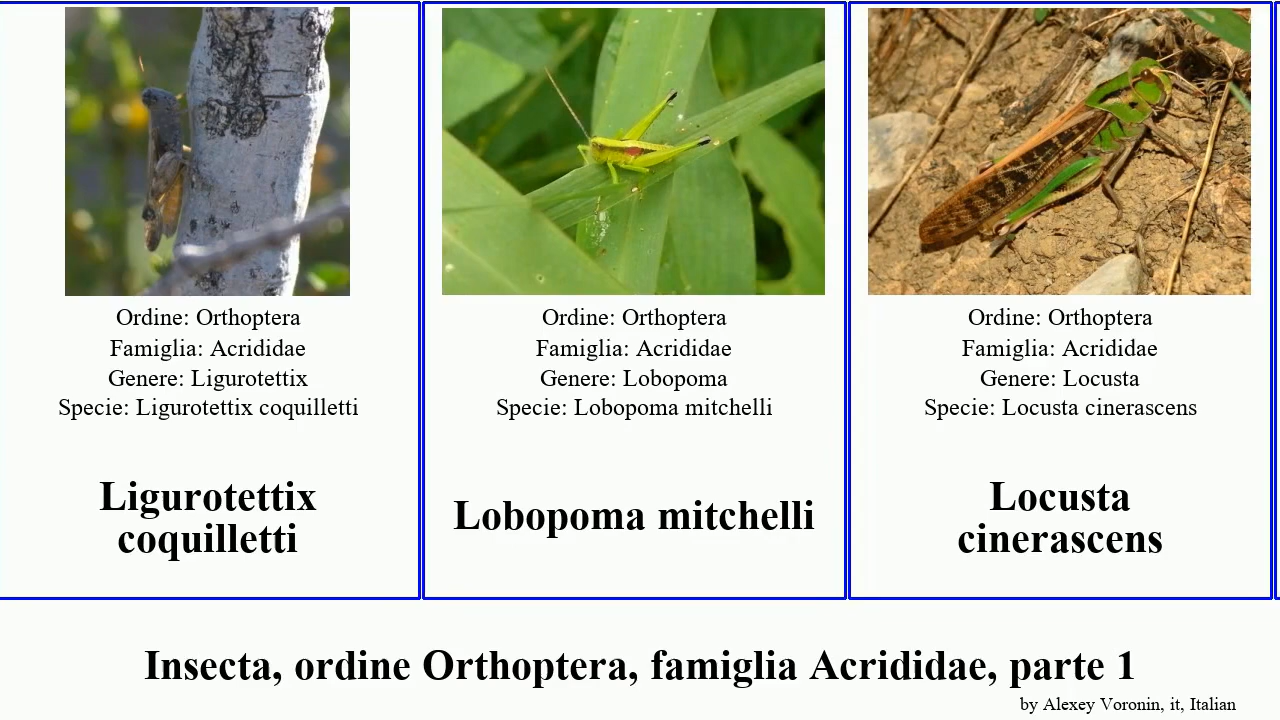 Ordine: Orthoptera
Famiglia: Acrididae
Genere: Ligurotettix
Specie: Ligurotettix coquilletti
Ligurotettix
coquilletti
Ordine: Orthoptera
Famiglia: Acrididae
Genere: Lobopoma
Specie: Lobopoma mitchelli
Lobopoma mitchelli
Ordine: Orthoptera
Famiglia: Acrididae
Genere: Locusta
Specie: Locusta cinerascens
Locusta
cinerascens
Insecta, ordine Orthoptera, famiglia Acrididae, parte 1
by Alexey Voronin, it, Italian